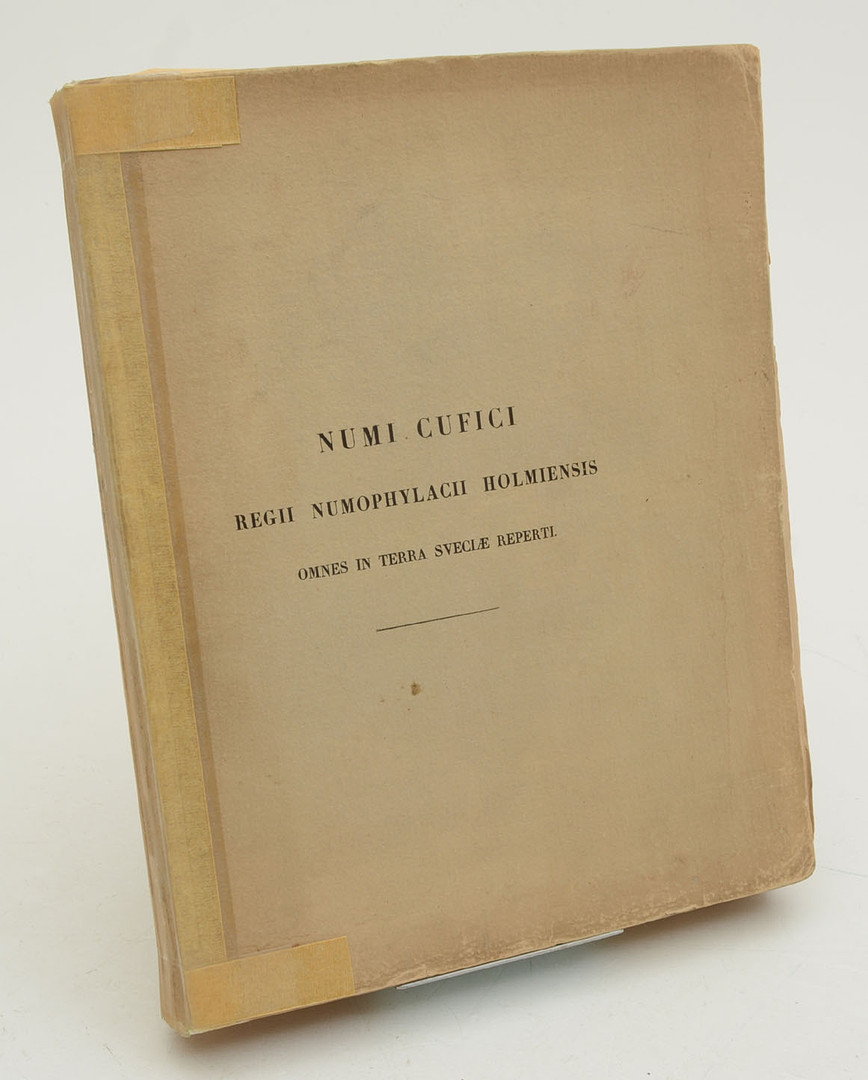 NUMI CUFICI
REGII NUMOPHYLACII HOLMIENSIS
OMNES IN TERRA SVECIÆ REPERTI.